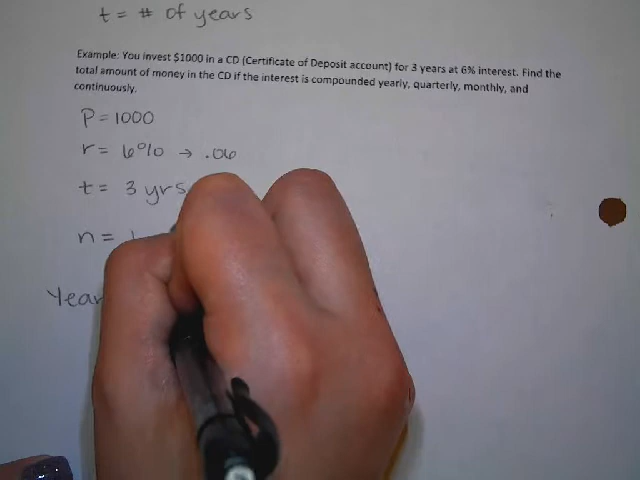 t = # of years
Example: You invest $1000 in a CD (Certificate of Deposit account) for 3 years at 6% interest. Find the
total amount of money in the CD if the interest is compounded yearly, quarterly, monthly, and
continuously.
P = 1000
r = 6% → .06
t = 3 yrs
n = 1
Year